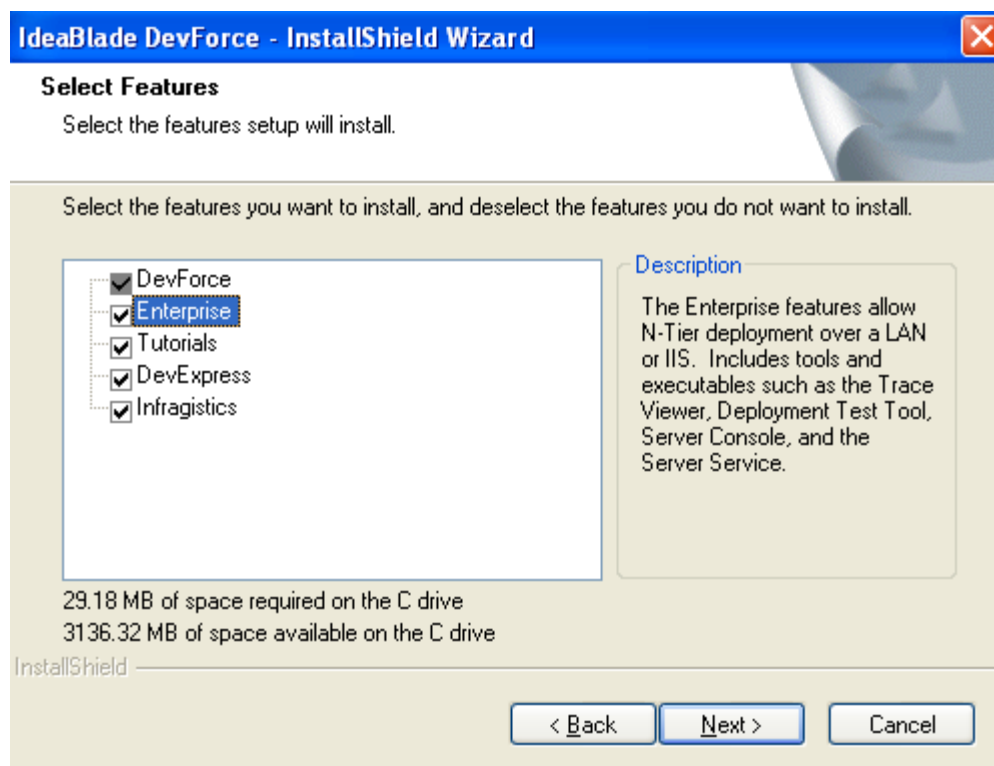 IdeaBlade DevForce - InstallShield Wizard
Select Features
Select the features setup will install.
Select the features you want to install, and deselect the features you do not want to install.
DevForce
Enterprise
Tutorials
DevExpress
Infragistics
Description
The Enterprise features allow
N-Tier deployment over a LAN
or IIS.  Includes tools and
executables such as the Trace
Viewer, Deployment Test Tool,
Server Console, and the
Server Service.
29.18 MB of space required on the C drive
3136.32 MB of space available on the C drive
InstallShield
< Back
Next >
Cancel